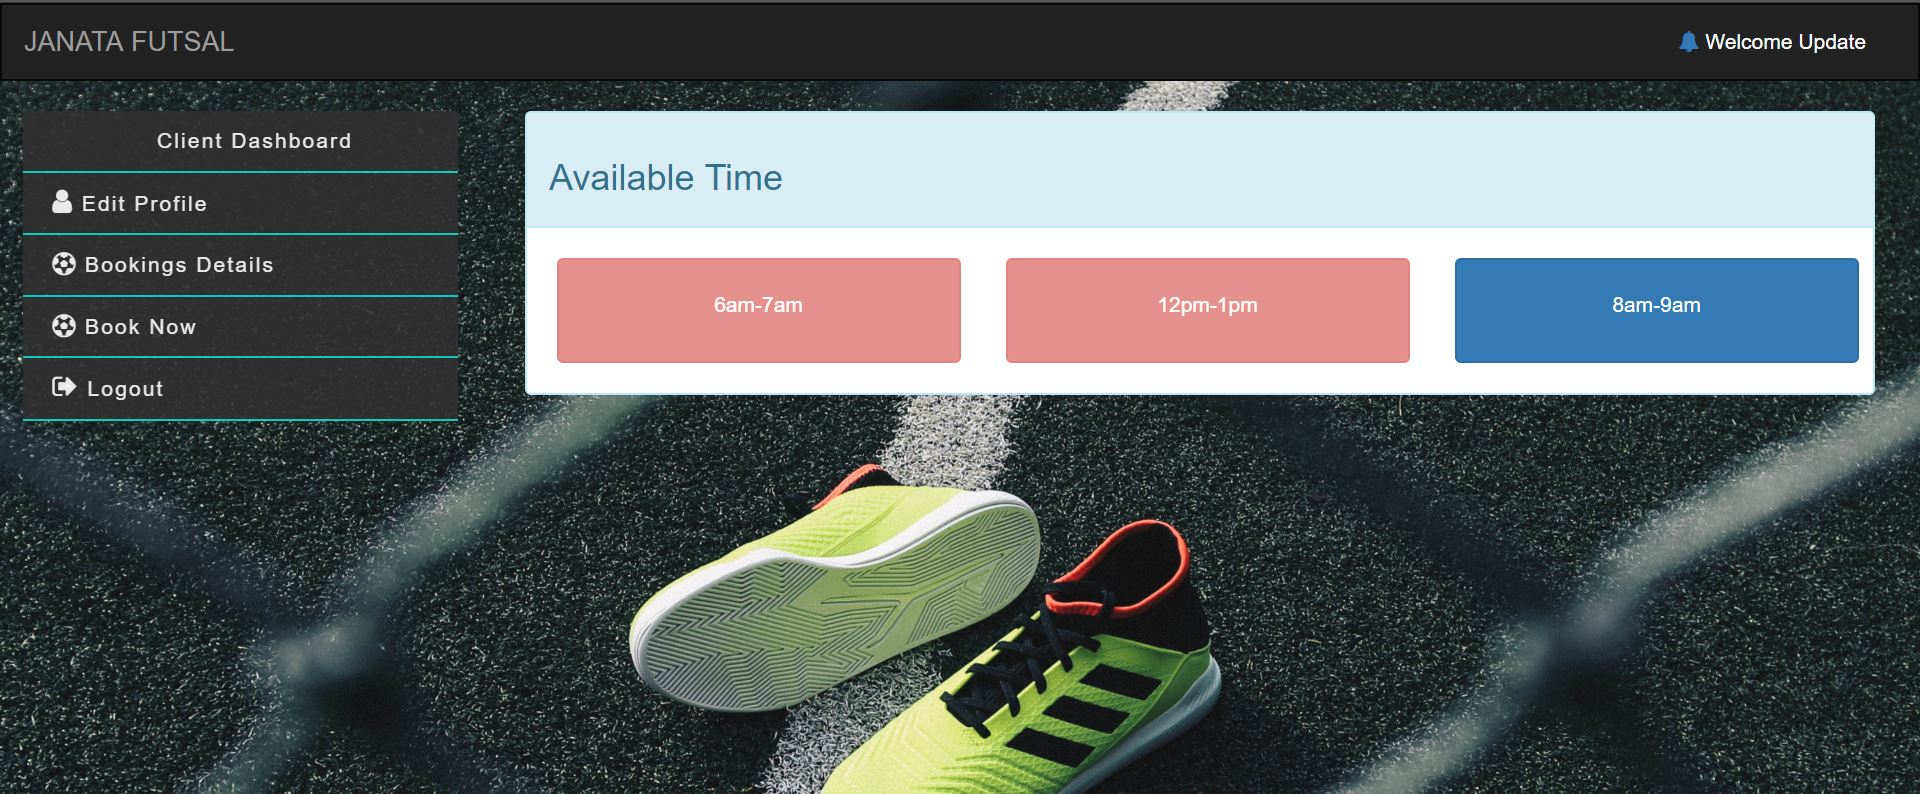 JANATA FUTSAL
Welcome Update
Client Dashboard
Edit Profile
Bookings Details
Book Now
Logout
Available Time
6am-7am
12pm-1pm
8am-9am